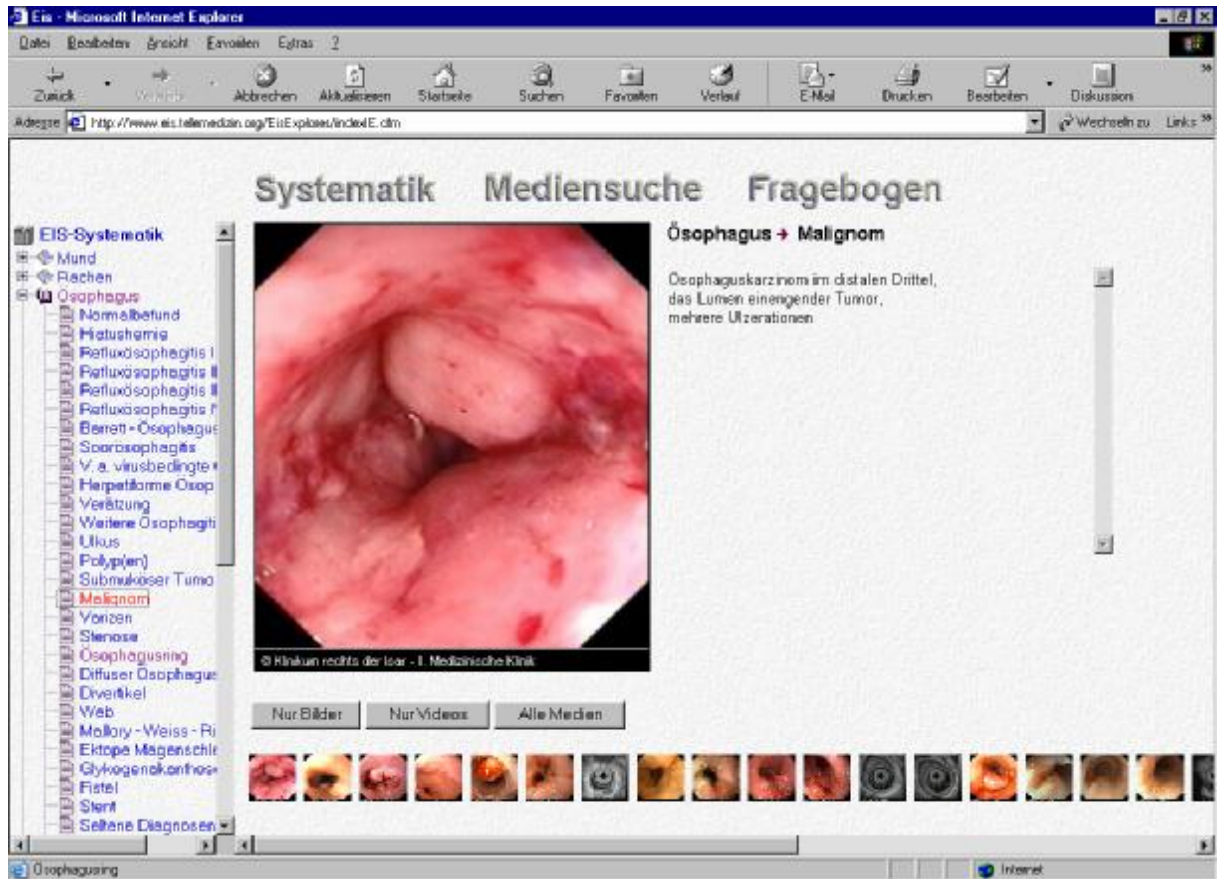 Eis - Microsoft Internet Explorer
Datei Bearbeiten Ansicht Favoriten Extras ?
Zurück Vorwärts Abbrechen Aktualisieren Startseite Suchen Favoriten Verlauf E-Mail Drucken Bearbeiten Diskussion »
Adresse http://www.eis.telemedizin.org/EisExplorer/indexIE.cfm Wechseln zu Links »
Systematik Mediensuche Fragebogen
EIS-Systematik
Mund
Rachen
Ösophagus
Normalbefund
Hiatushernie
Refluxösophagitis I
Refluxösophagitis II
Refluxösophagitis
Refluxösophagitis
Barrett-Ösophagus
Soorösophagitis
V. a. virusbedingte
Herpetiforme Ösop
Verätzung
Weitere Ösophagiti
Ulkus
Polyp(en)
Submuköser Tumo
Malignom
Varizen
Stenose
Ösophagusring
Diffuser Ösophagus
Divertikel
Web
Mallory - Weiss - Ri
Ektope Magenschle
Glykogenakanthos
Fistel
Stent
Seltene Diagnosen
Ösophagus → Malignom
Ösophaguskarzinom im distalen Drittel,
das Lumen einengender Tumor,
mehrere Ulzerationen
© Klinikum rechts der Isar - II. Medizinische Klinik
Nur Bilder Nur Videos Alle Medien
Ösophagusring Internet